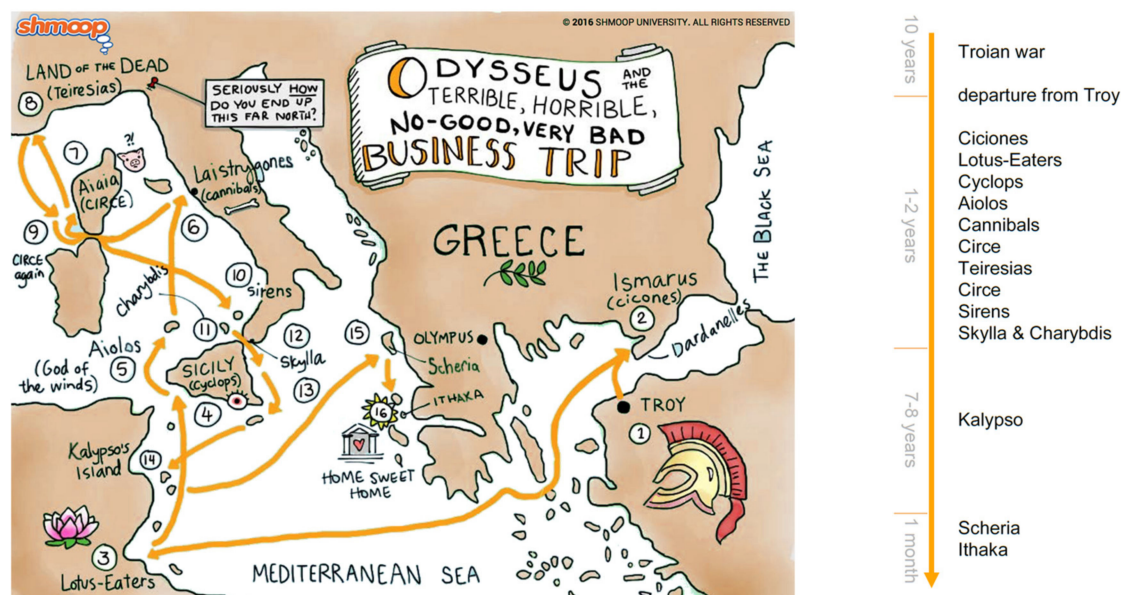 shmoop
© 2016 SHMOOP UNIVERSITY. ALL RIGHTS RESERVED
ODYSSEUS AND THE
TERRIBLE, HORRIBLE,
NO-GOOD, VERY BAD
BUSINESS TRIP
LAND OF THE DEAD
(Teiresias)
8
SERIOUSLY HOW
DO YOU END UP
THIS FAR NORTH?
7
?!
Aiaia
(CIRCE)
Laistrygones
(cannibals)
6
9
CIRCE
again
GREECE
THE BLACK SEA
10
Sirens
Charybdis
11
12
Skylla
13
Aiolos
(God of
the winds)
5
SICILY
(Cyclops)
4
15
OLYMPUS
Scheria
ITHAKA
16
HOME SWEET
HOME
Ismarus
(cicones)
2
Dardanelles
TROY
1
Kalypso's
Island
14
3
Lotus-Eaters
MEDITERRANEAN SEA
10 years
Troian war
departure from Troy
1-2 years
Ciciones
Lotus-Eaters
Cyclops
Aiolos
Cannibals
Circe
Teiresias
Circe
Sirens
Skylla & Charybdis
7-8 years
Kalypso
1 month
Scheria
Ithaka